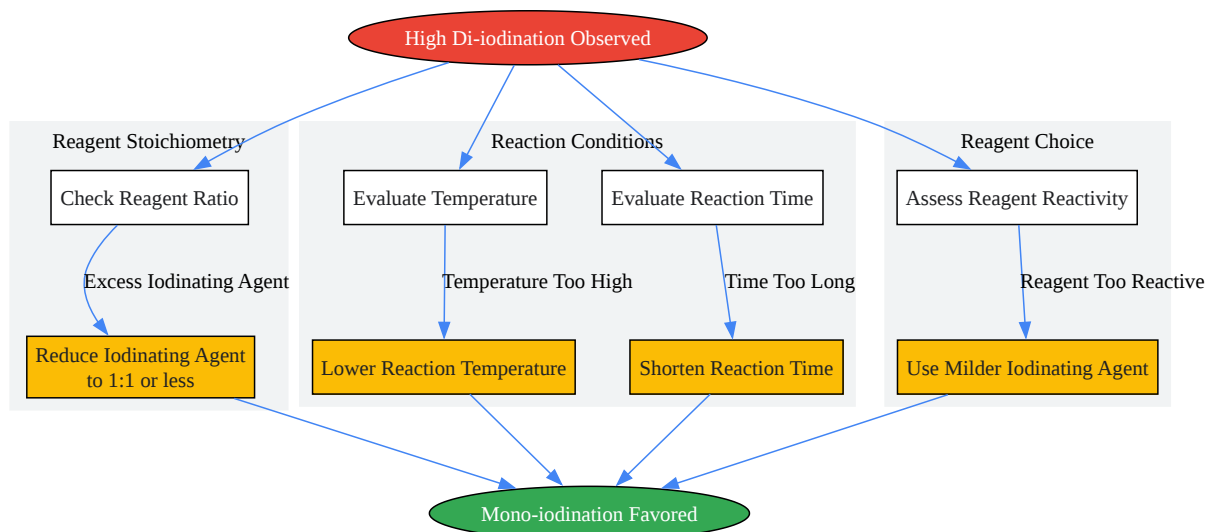 High Di-iodination Observed
Reagent Stoichiometry
Reaction Conditions
Reagent Choice
Check Reagent Ratio
Evaluate Temperature
Evaluate Reaction Time
Assess Reagent Reactivity
Excess Iodinating Agent
Temperature Too High
Time Too Long
Reagent Too Reactive
Reduce Iodinating Agent
to 1:1 or less
Lower Reaction Temperature
Shorten Reaction Time
Use Milder Iodinating Agent
Mono-iodination Favored